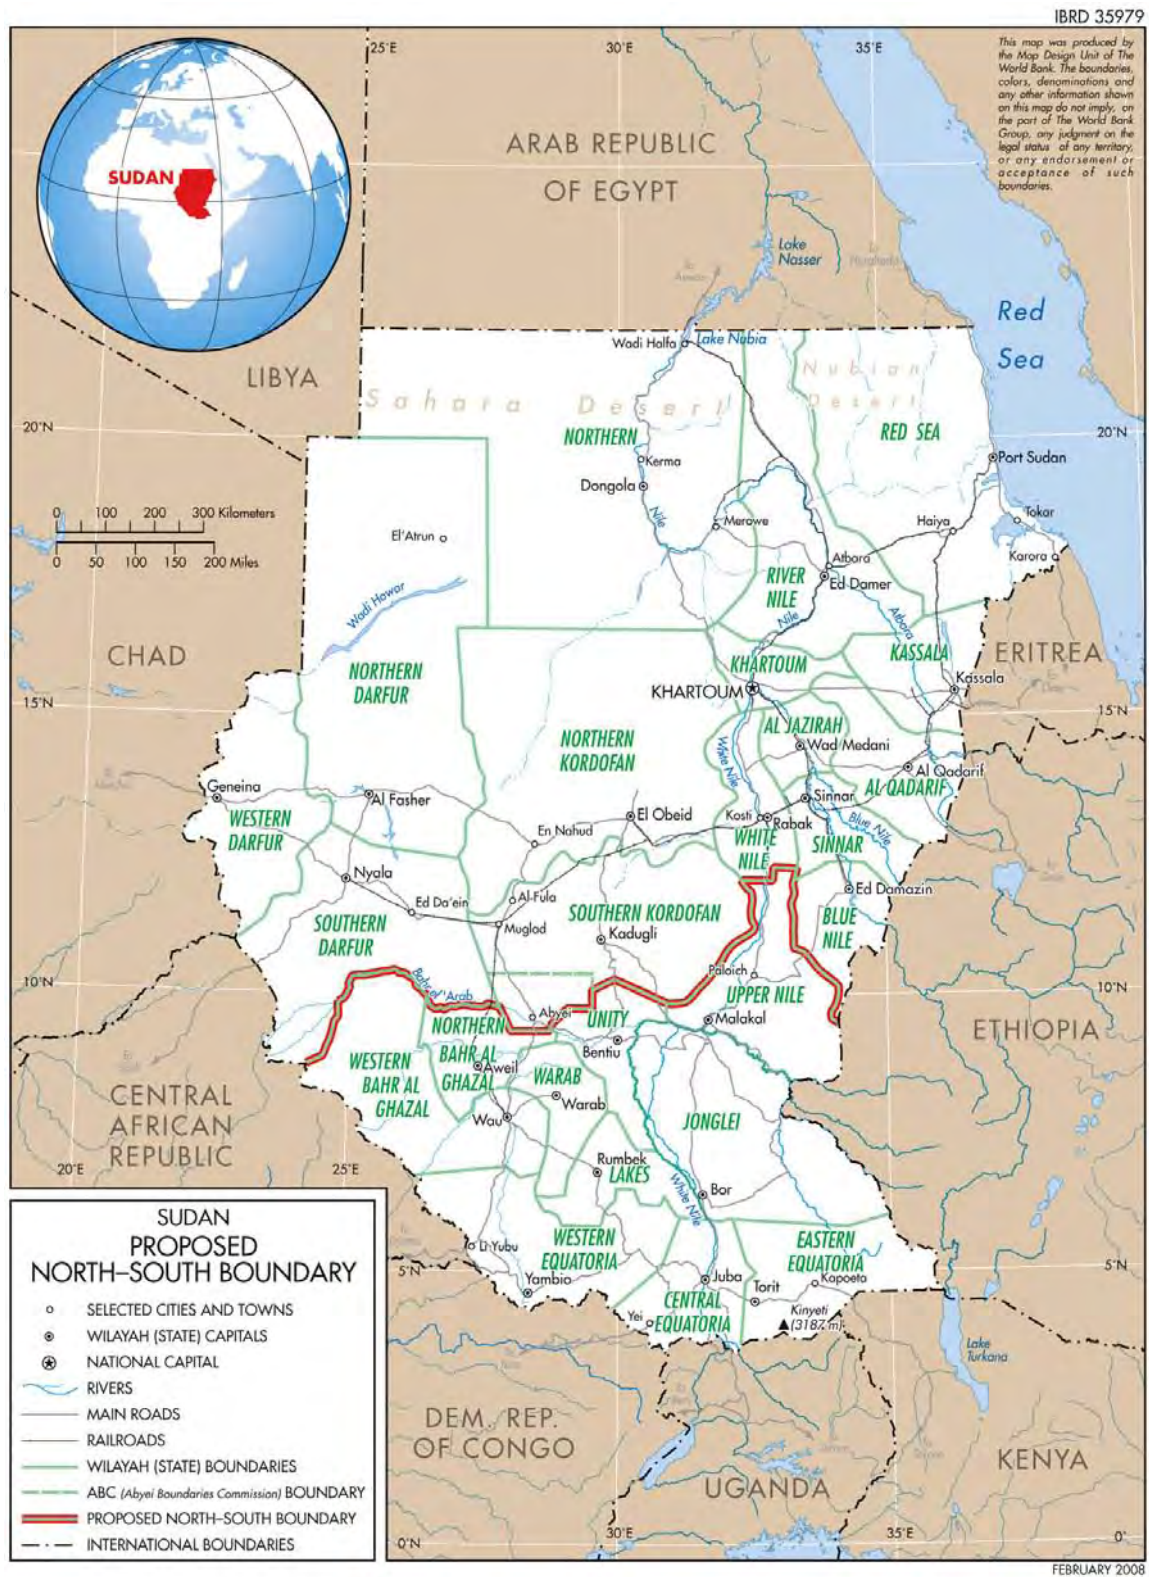 IBRD 35979
25°E
30°E
35°E
This map was produced by
the Map Design Unit of The
World Bank. The boundaries,
colors, denominations and
any other information shown
on this map do not imply, on
the part of The World Bank
Group, any judgment on the
legal status of any territory,
or any endorsement or
acceptance of such
boundaries.
SUDAN
ARAB REPUBLIC
OF EGYPT
Lake
Nasser
To
To
Red
Sea
Wadi Halfa
Lake Nubia
LIBYA
Nubian
Desert
Sahara Desert
20°N
NORTHERN
RED SEA
20°N
Kerma
Port Sudan
Dongola
0 100 200 300 Kilometers
0 50 100 150 200 Miles
Nile
Merowe
Haiya
Tokar
El'Atrun
Karora
Atbara
Ed Damer
RIVER
NILE
Wadi Howar
Nile
Atbara
CHAD
ERITREA
KASSALA
KHARTOUM
NORTHERN
DARFUR
Kassala
KHARTOUM
15°N
15°N
AL JAZIRAH
NORTHERN
KORDOFAN
White Nile
Wad Medani
Al Qadarif
AL QADARIF
Geneina
Al Fasher
Sinnar
WESTERN
DARFUR
El Obeid
Kosti
Rabak
Blue Nile
En Nahud
WHITE
NILE
SINNAR
Nyala
Ed Damazin
Ed Da'ein
Al-Fula
SOUTHERN
DARFUR
Muglad
SOUTHERN KORDOFAN
Kadugli
BLUE
NILE
10°N
Bahr el 'Arab
Paloich
UPPER NILE
10°N
Abyei
UNITY
Malakal
NORTHERN
BAHR AL
GHAZAL
Bentiu
ETHIOPIA
WESTERN
BAHR AL
GHAZAL
Aweil
WARAB
CENTRAL
AFRICAN
REPUBLIC
Warab
Wau
JONGLEI
20°E
25°E
Rumbek
LAKES
White Nile
Bor
WESTERN
EQUATORIA
EASTERN
EQUATORIA
Li Yubu
5°N
5°N
Yambio
Juba
Torit
Kapoeta
CENTRAL
EQUATORIA
Yei
Kinyeti
(3187 m)
Lake
Turkana
DEM. REP.
OF CONGO
UGANDA
KENYA
0°N
30°E
35°E
0°
SUDAN
PROPOSED
NORTH–SOUTH BOUNDARY
SELECTED CITIES AND TOWNS
WILAYAH (STATE) CAPITALS
NATIONAL CAPITAL
RIVERS
MAIN ROADS
RAILROADS
WILAYAH (STATE) BOUNDARIES
ABC (Abyei Boundaries Commission) BOUNDARY
PROPOSED NORTH–SOUTH BOUNDARY
INTERNATIONAL BOUNDARIES
FEBRUARY 2008